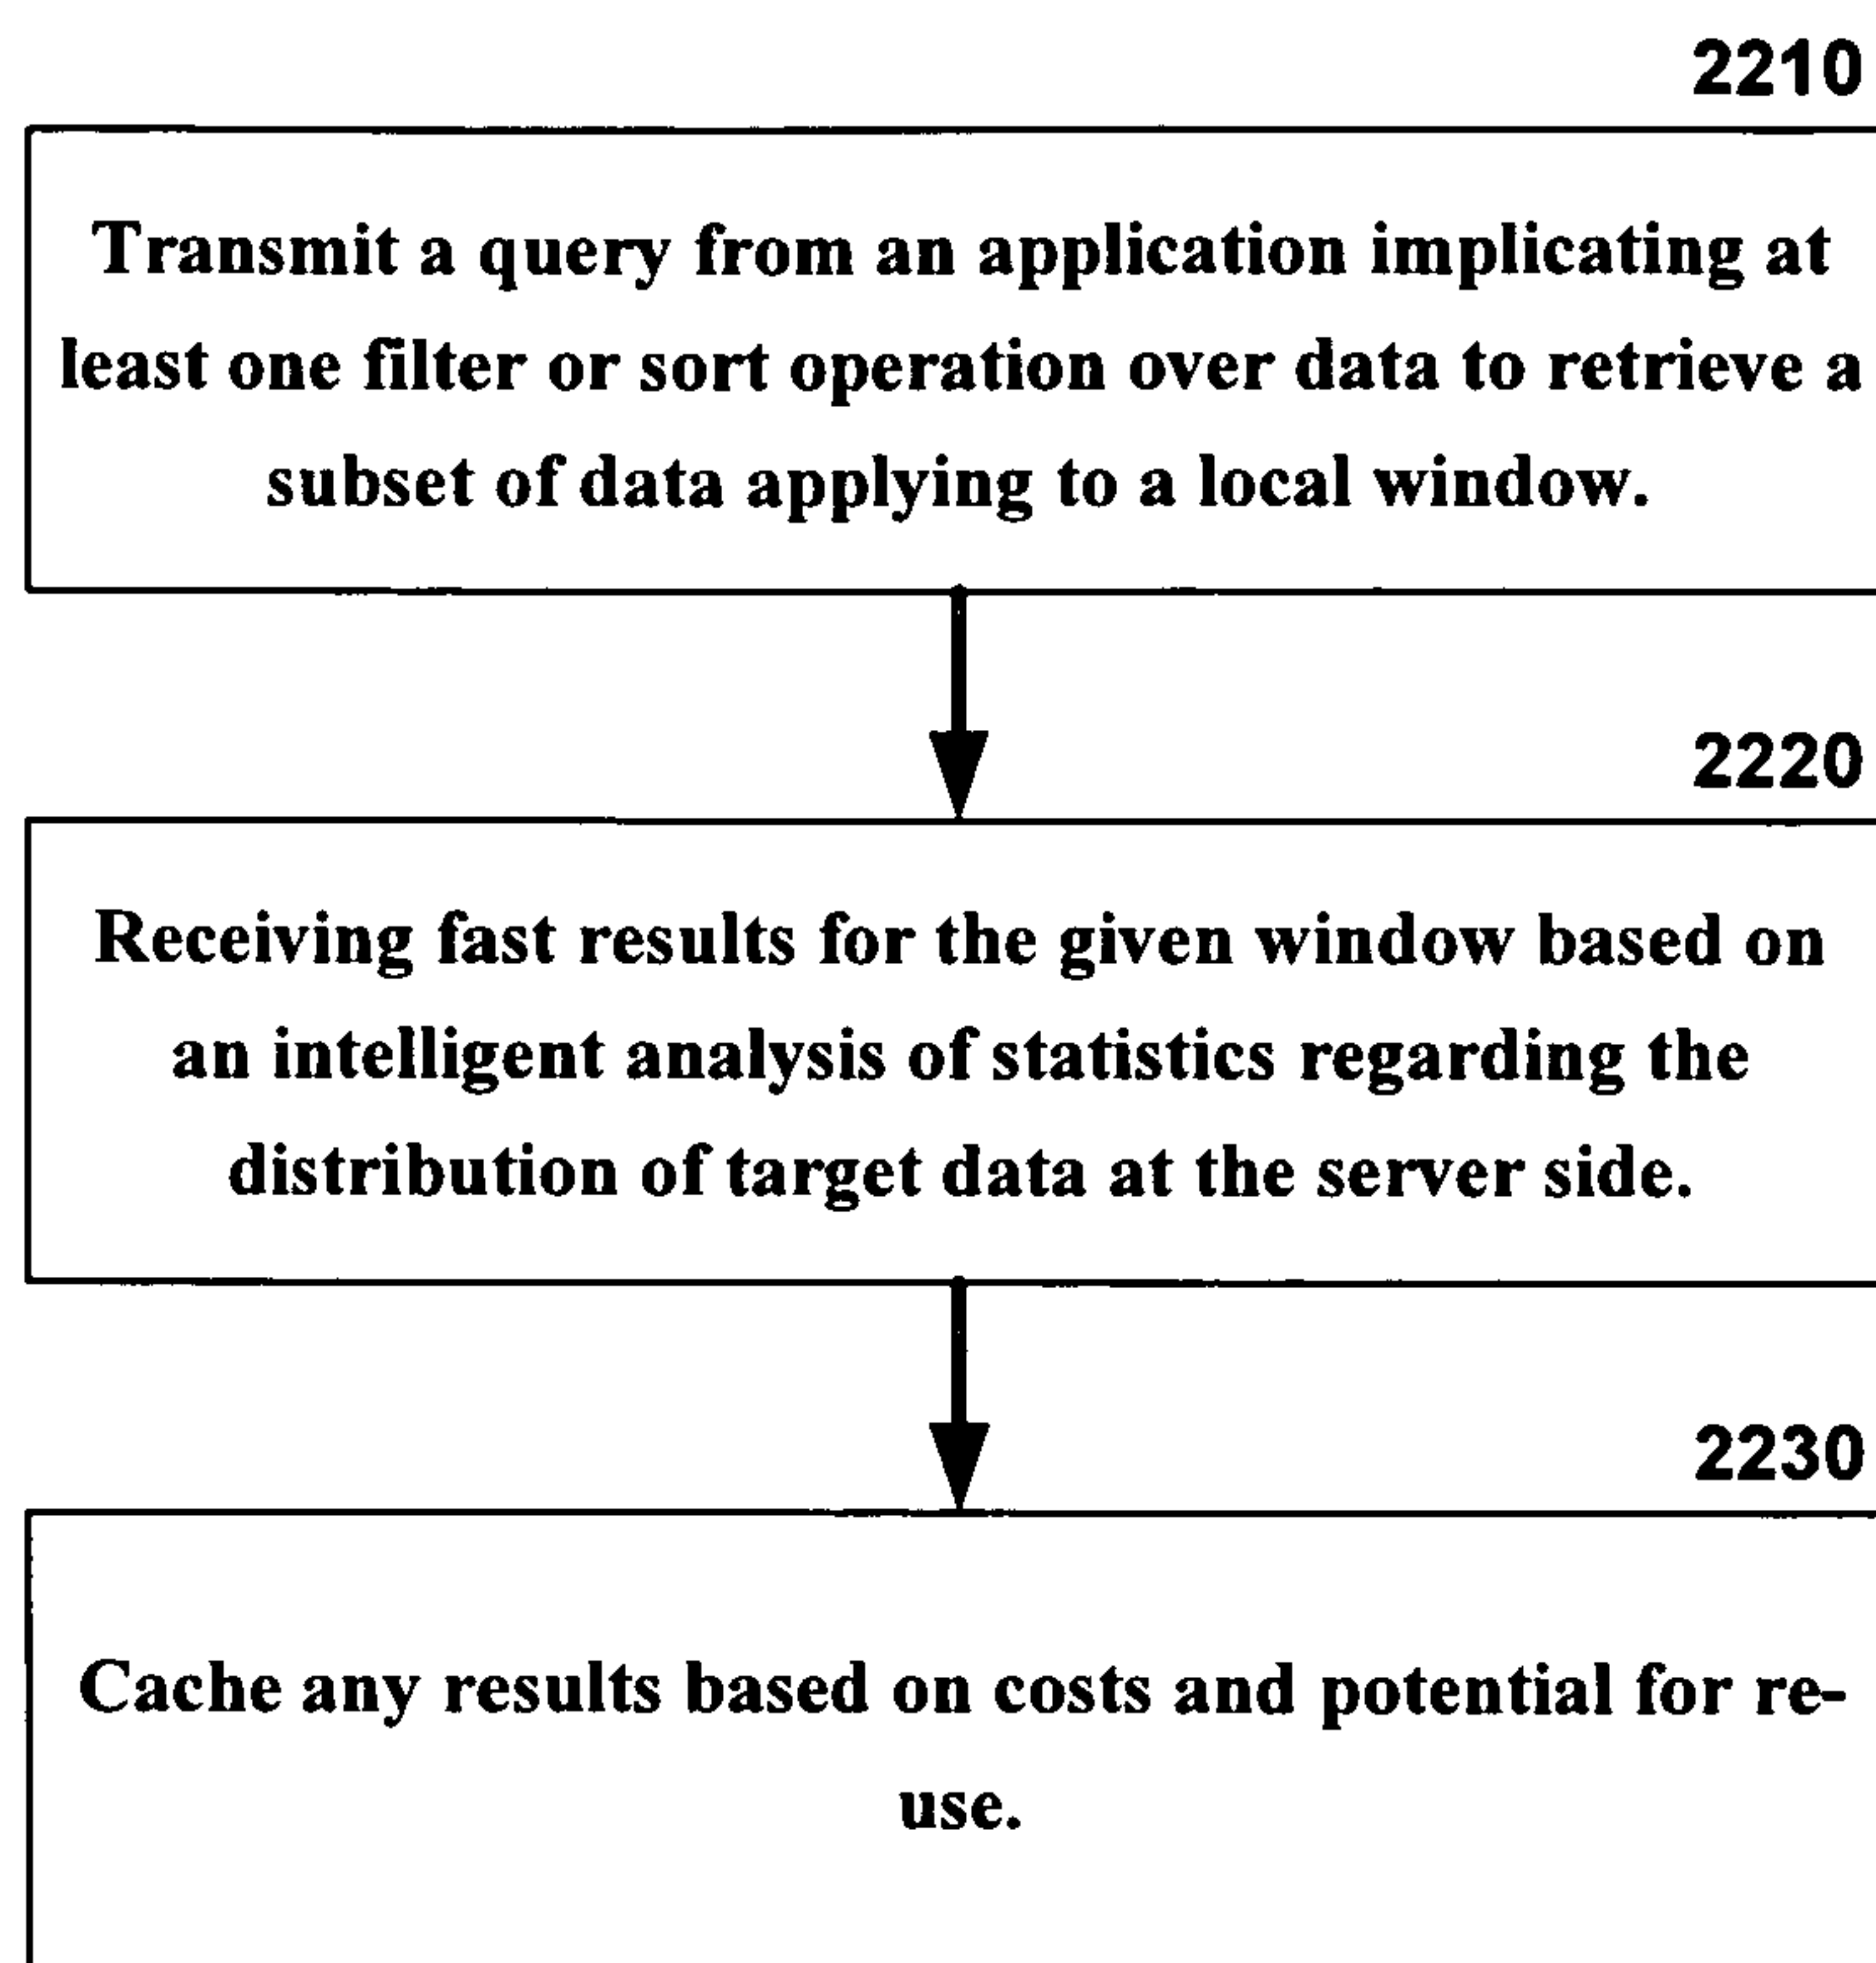 2210
Transmit a query from an application implicating at
least one filter or sort operation over data to retrieve a
subset of data applying to a local window.
2220
Receiving fast results for the given window based on
an intelligent analysis of statistics regarding the
distribution of target data at the server side.
2230
Cache any results based on costs and potential for re-
use.